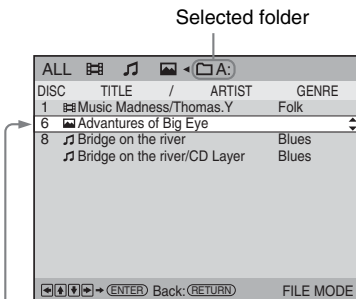 Selected folder
ALL A:
DISC TITLE / ARTIST GENRE
1 Music Madness/Thomas.Y Folk
6 Advantures of Big Eye
8 Bridge on the river Blues
Bridge on the river/CD Layer Blues
ENTER Back: RETURN FILE MODE